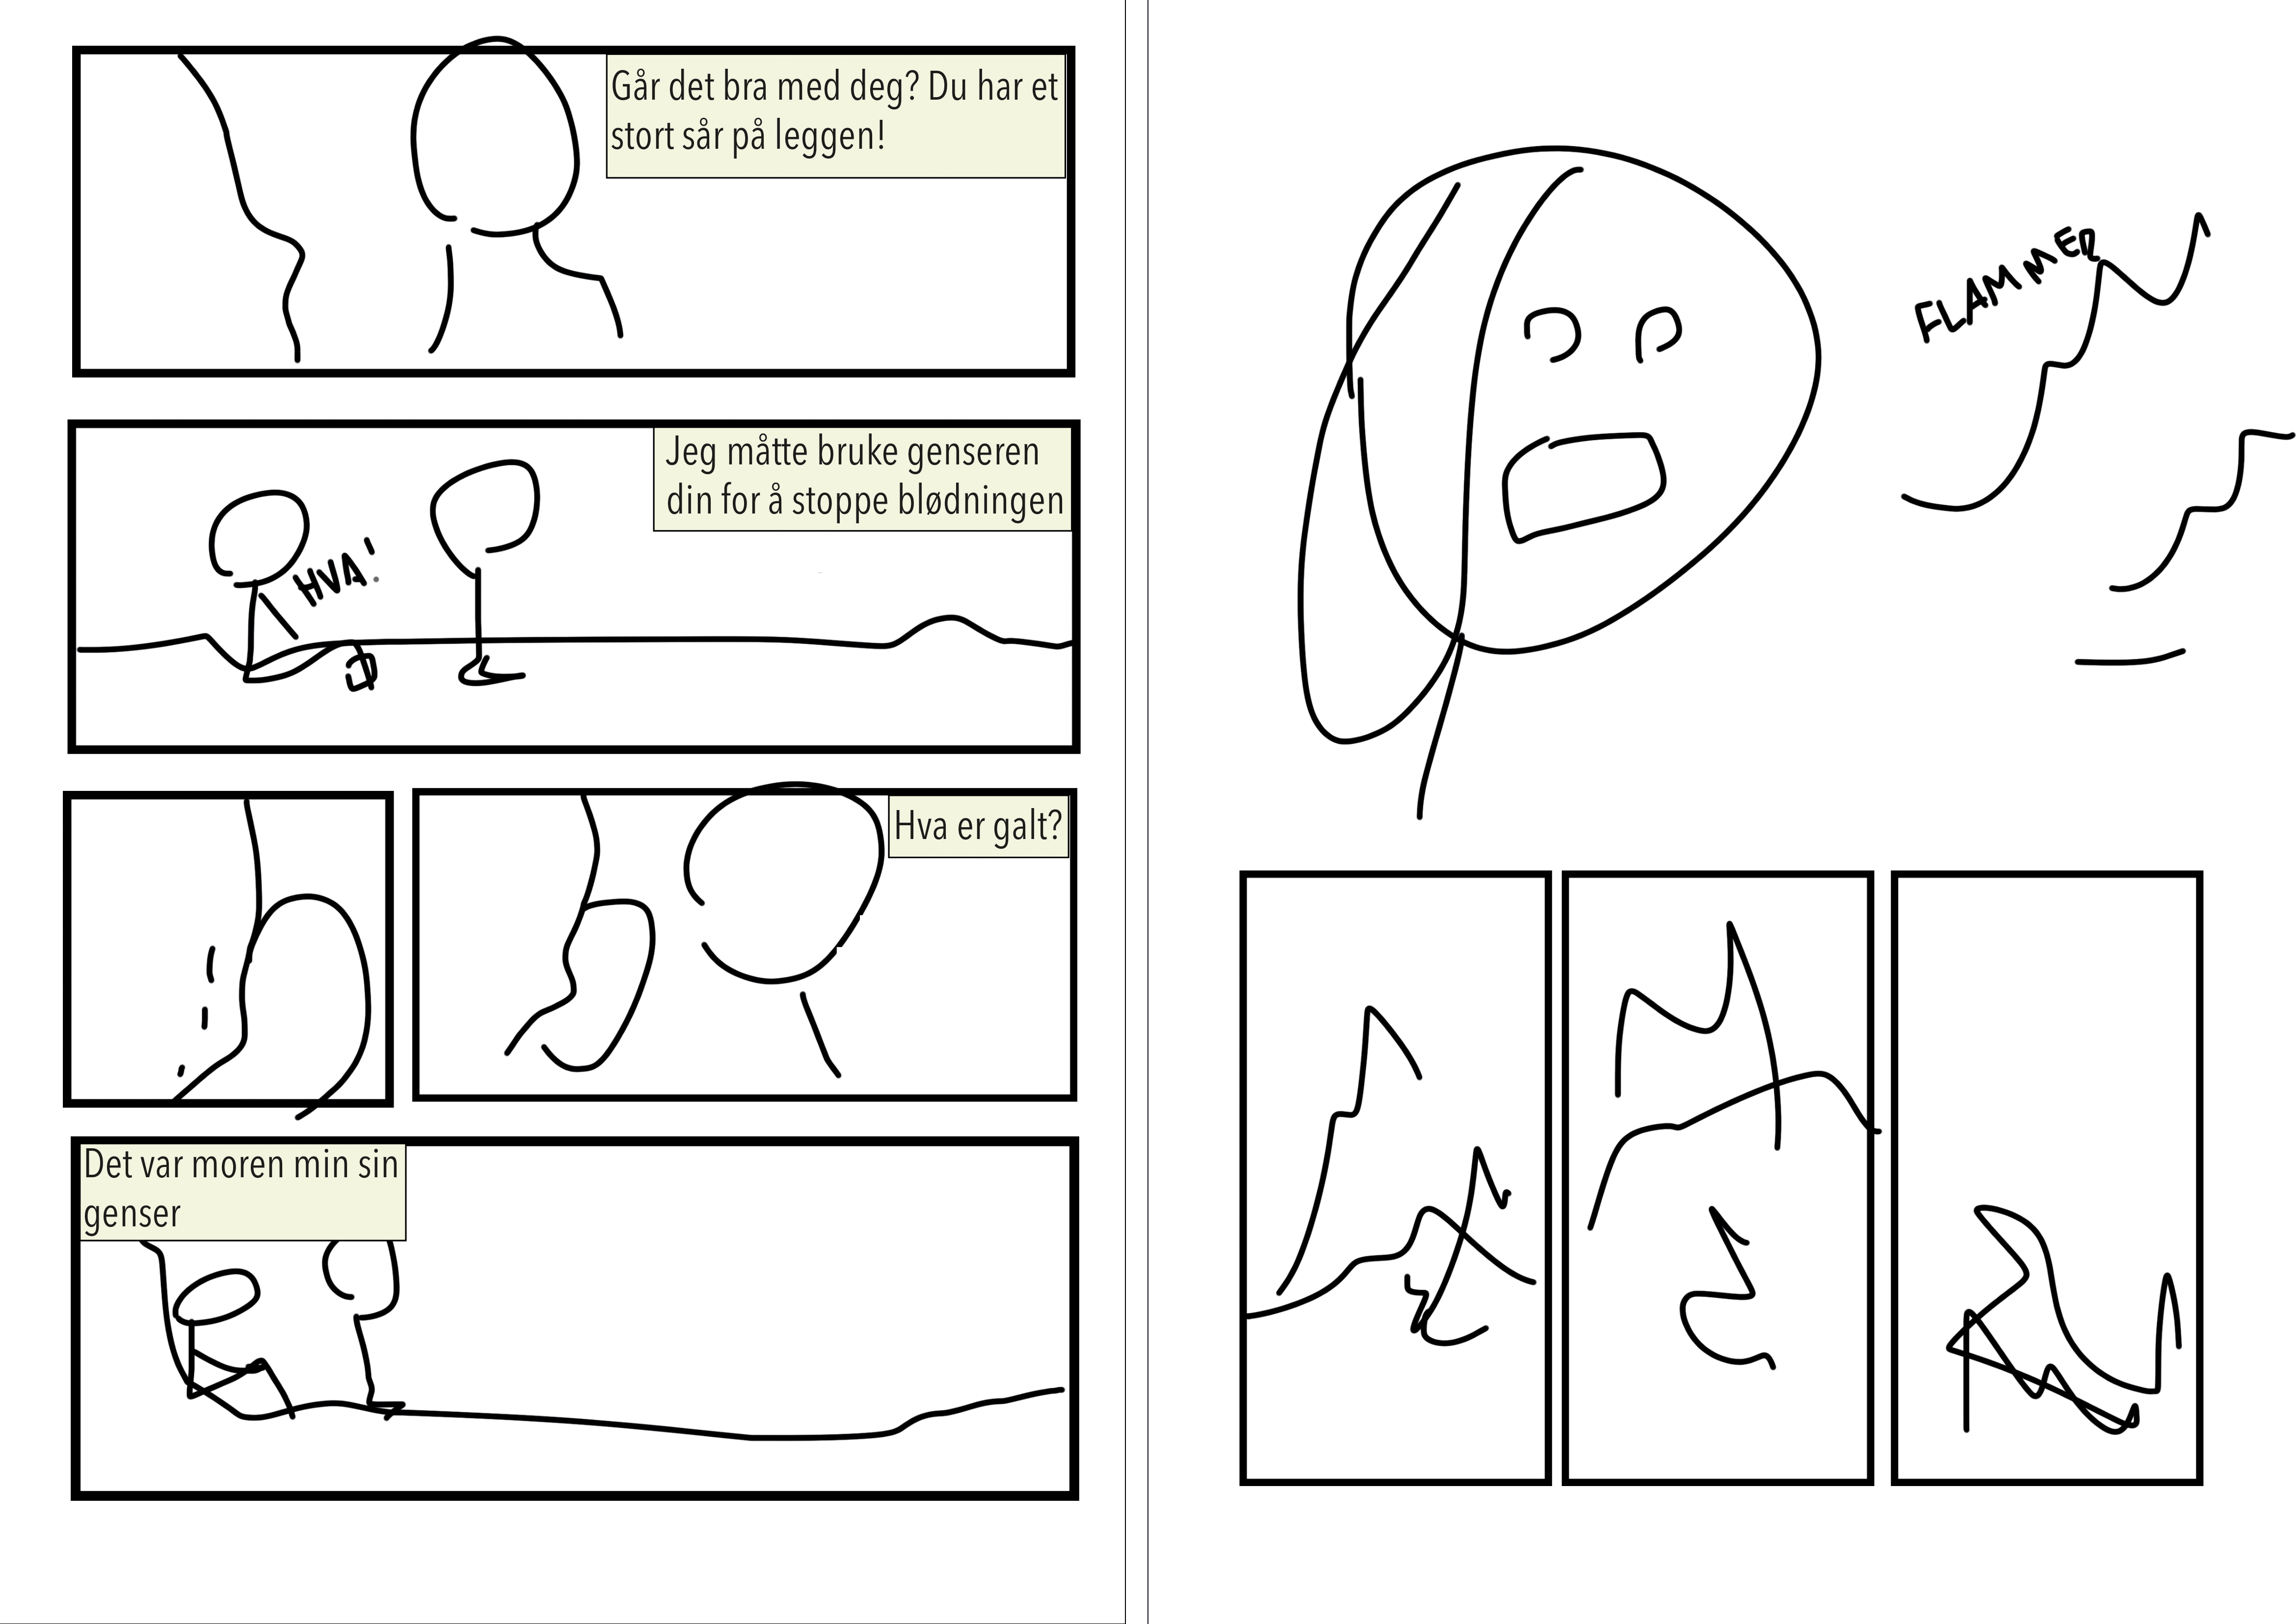 Går det bra med deg? Du har et
stort sår på leggen!
Jeg måtte bruke genseren
din for å stoppe blødningen
HVA!
Hva er galt?
Det var moren min sin
genser
FLAMMER